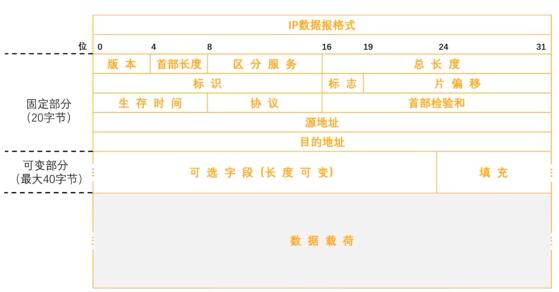 IP数据报格式
位 0 4 8 16 19 24 31
版本 首部长度 区分服务 总长度
标识 标志 片偏移
固定部分
(20字节)
生存时间 协议 首部检验和
源地址
目的地址
可变部分
(最大40字节)
可选字段(长度可变) 填充
数据载荷